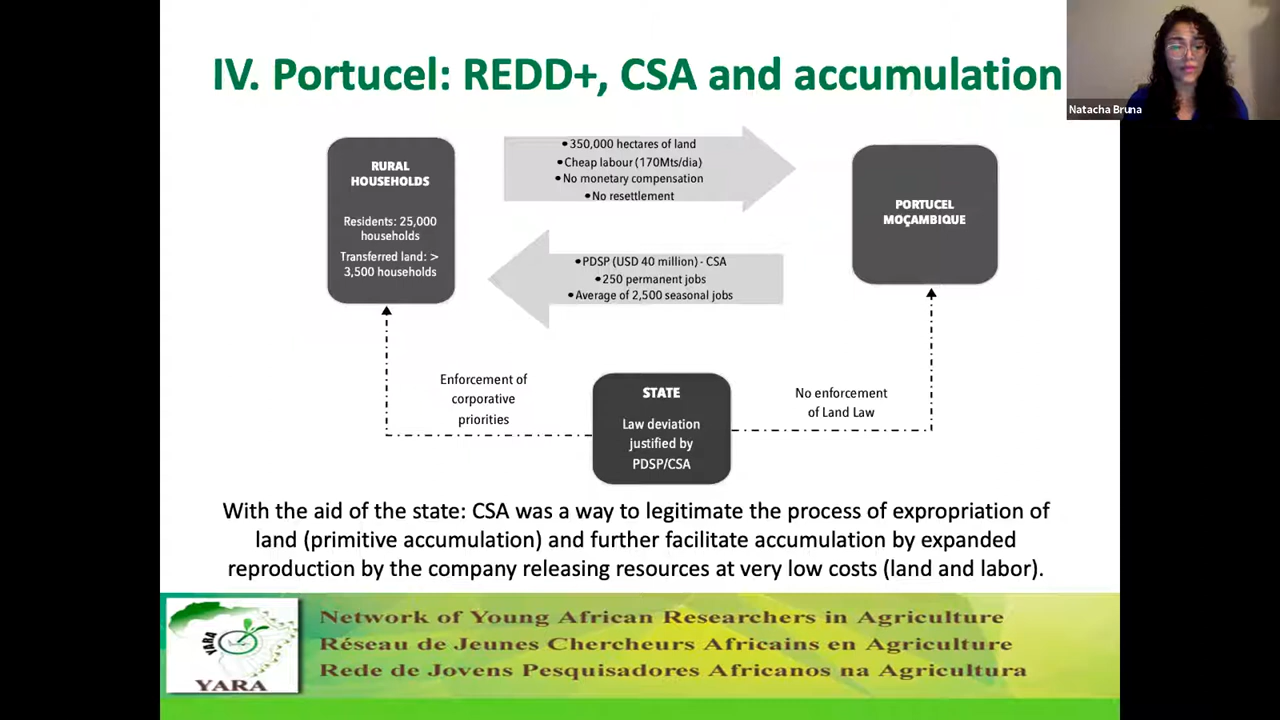 IV. Portucel: REDD+, CSA and accumulation
Natacha Bruna
RURAL
HOUSEHOLDS
Residents: 25,000
households
Transferred land: >
3,500 households
•350,000 hectares of land
•Cheap labour (170Mts/dia)
•No monetary compensation
•No resettlement
PORTUCEL
MOÇAMBIQUE
•PDSP (USD 40 million) - CSA
•250 permanent jobs
•Average of 2,500 seasonal jobs
Enforcement of
corporative
priorities
STATE
Law deviation
justified by
PDSP/CSA
No enforcement
of Land Law
With the aid of the state: CSA was a way to legitimate the process of expropriation of
land (primitive accumulation) and further facilitate accumulation by expanded
reproduction by the company releasing resources at very low costs (land and labor).
YARA
YARA
Network of Young African Researchers in Agriculture
Réseau de Jeunes Chercheurs Africains en Agriculture
Rede de Jovens Pesquisadores Africanos na Agricultura